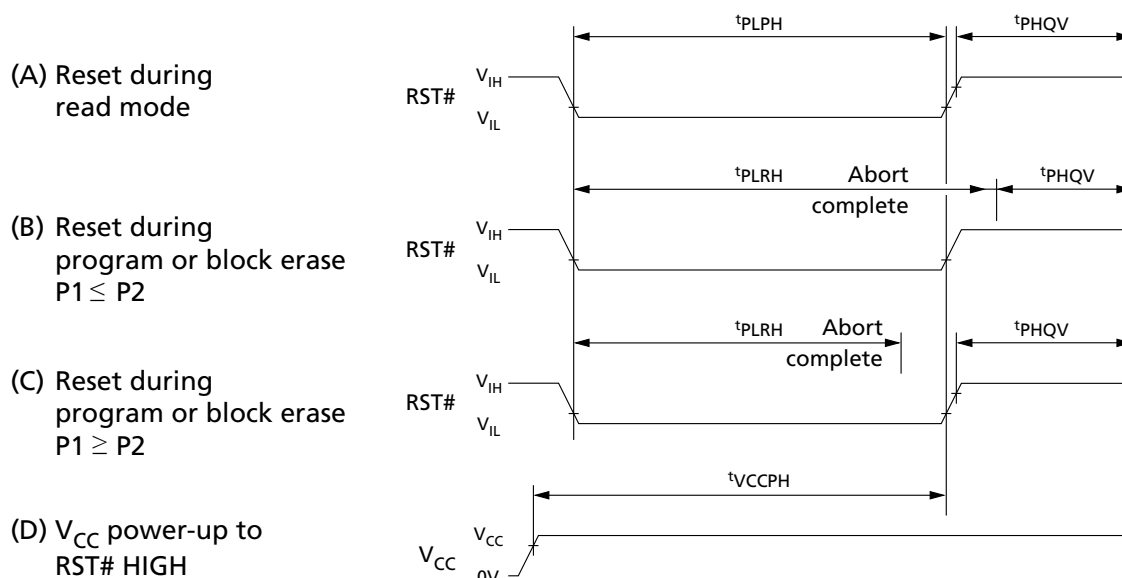 tPLPH
tPHQV
(A) Reset during
read mode
RST#
VIH
VIL
tPLRH
Abort
complete
tPHQV
(B) Reset during
program or block erase
P1 ≤ P2
RST#
VIH
VIL
tPLRH
Abort
complete
tPHQV
(C) Reset during
program or block erase
P1 ≥ P2
RST#
VIH
VIL
tVCCPH
(D) VCC power-up to
RST# HIGH
VCC
VCC
0V